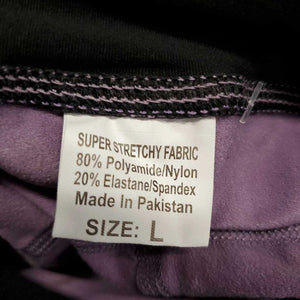 SUPER STRETCHY FABRIC
80% Polyamide/Nylon
20% Elastane/Spandex
Made In Pakistan
SIZE: L